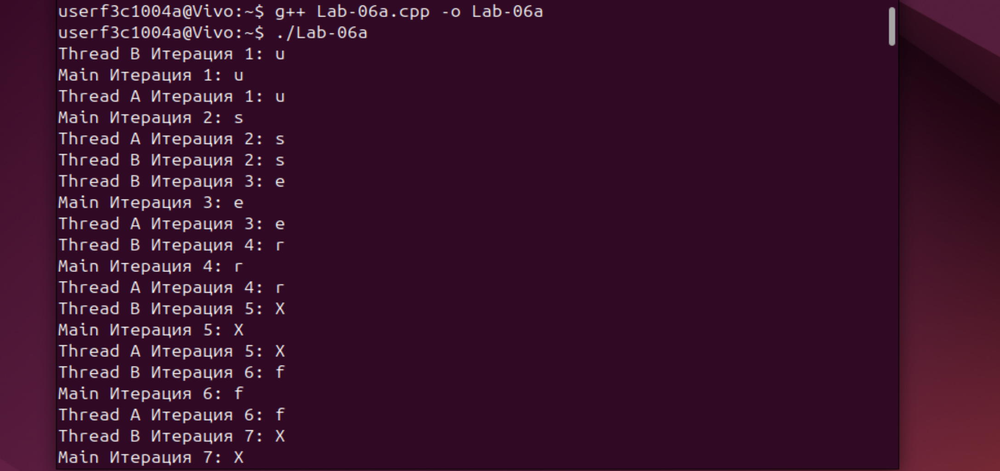 userf3c1004a@Vivo:~$ g++ Lab-06a.cpp -o Lab-06a
userf3c1004a@Vivo:~$ ./Lab-06a
Thread B Итерация 1: u
Main Итерация 1: u
Thread A Итерация 1: u
Main Итерация 2: s
Thread A Итерация 2: s
Thread B Итерация 2: s
Thread B Итерация 3: e
Main Итерация 3: e
Thread A Итерация 3: e
Thread B Итерация 4: r
Main Итерация 4: r
Thread A Итерация 4: r
Thread B Итерация 5: X
Main Итерация 5: X
Thread A Итерация 5: X
Thread B Итерация 6: f
Main Итерация 6: f
Thread A Итерация 6: f
Thread B Итерация 7: X
Main Итерация 7: X